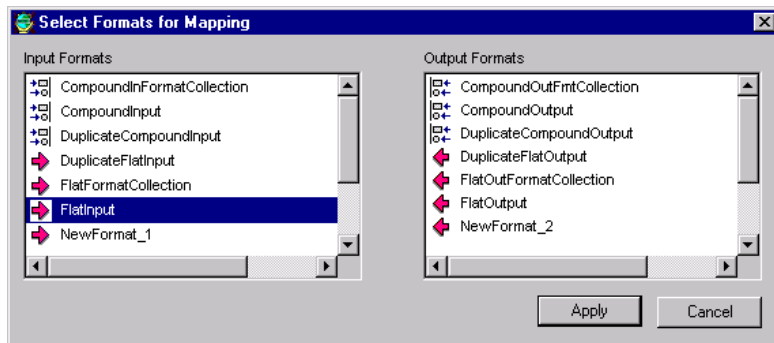 Select Formats for Mapping
Input Formats
CompoundInFormatCollection
CompoundInput
DuplicateCompoundInput
DuplicateFlatInput
FlatFormatCollection
FlatInput
NewFormat_1
Output Formats
CompoundOutFmtCollection
CompoundOutput
DuplicateCompoundOutput
DuplicateFlatOutput
FlatOutFormatCollection
FlatOutput
NewFormat_2
Apply
Cancel